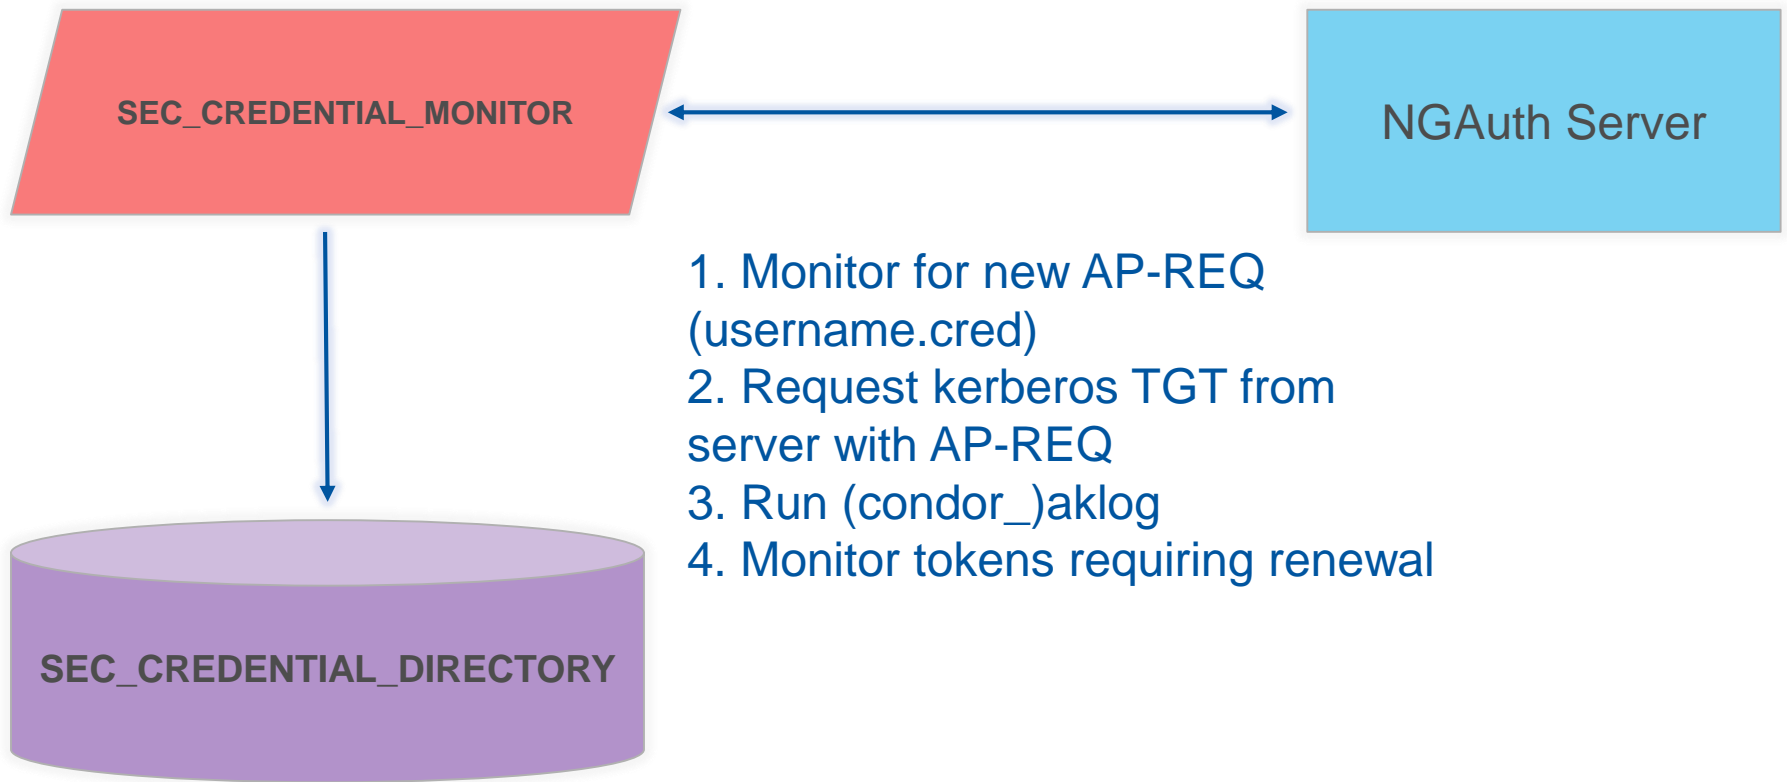 SEC_CREDENTIAL_MONITOR
NGAuth Server
1. Monitor for new AP-REQ
(username.cred)
2. Request kerberos TGT from
server with AP-REQ
3. Run (condor_)aklog
4. Monitor tokens requiring renewal
SEC_CREDENTIAL_DIRECTORY